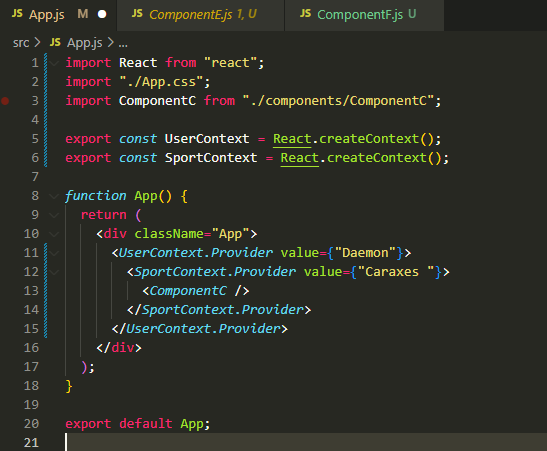 JS App.js M
JS ComponentE.js 1, U
JS ComponentF.js U
src > JS App.js > ...
1 import React from "react";
2 import "./App.css";
3 import ComponentC from "./components/ComponentC";
4
5 export const UserContext = React.createContext();
6 export const SportContext = React.createContext();
7
8 function App() {
9 return (
10 <div className="App">
11 <UserContext.Provider value={"Daemon"}>
12 <SportContext.Provider value={"Caraxes "}>
13 <ComponentC />
14 </SportContext.Provider>
15 </UserContext.Provider>
16 </div>
17 );
18 }
19
20 export default App;
21